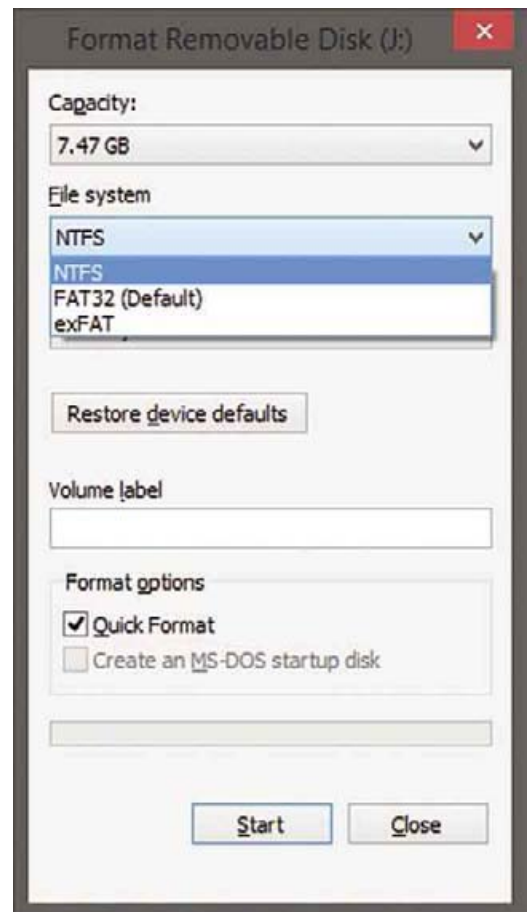 Format Removable Disk (J:)
Capacity:
7.47 GB
File system
NTFS
NTFS
FAT32 (Default)
exFAT
Restore device defaults
Volume label
Format options
Quick Format
Create an MS-DOS startup disk
Start
Close